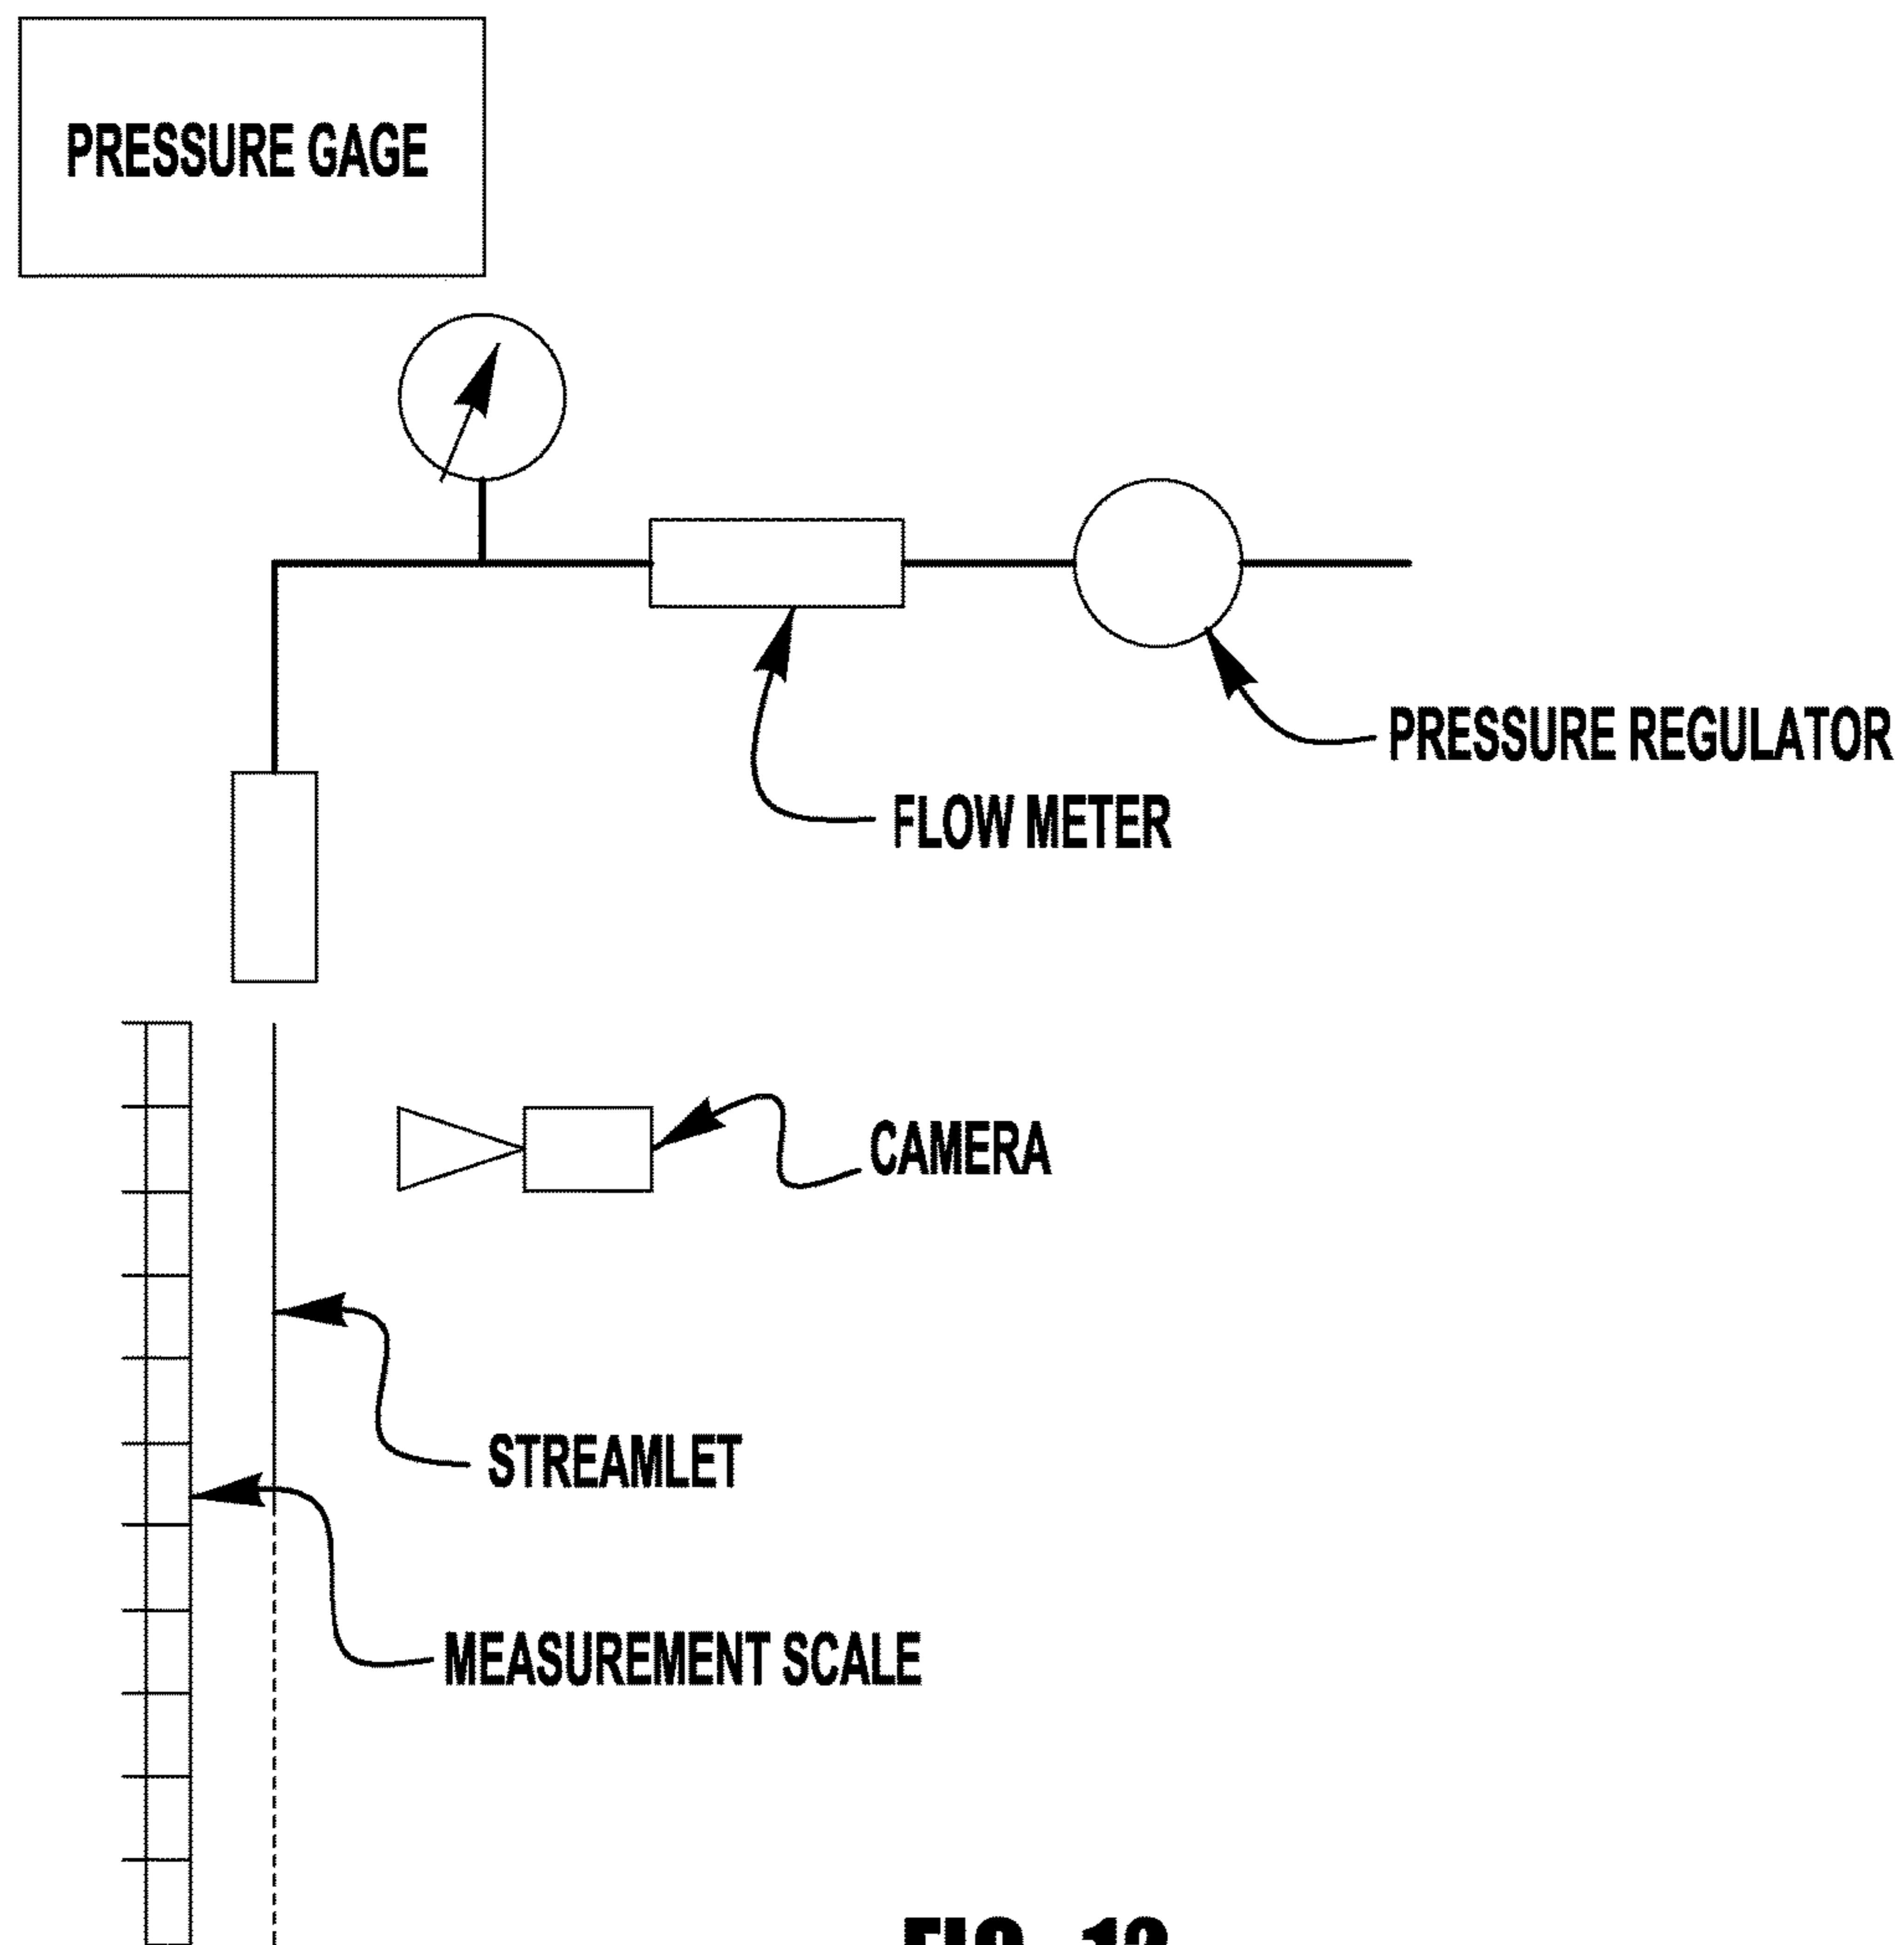 PRESSURE GAGE
PRESSURE REGULATOR
FLOW METER
CAMERA
STREAMLET
MEASUREMENT SCALE